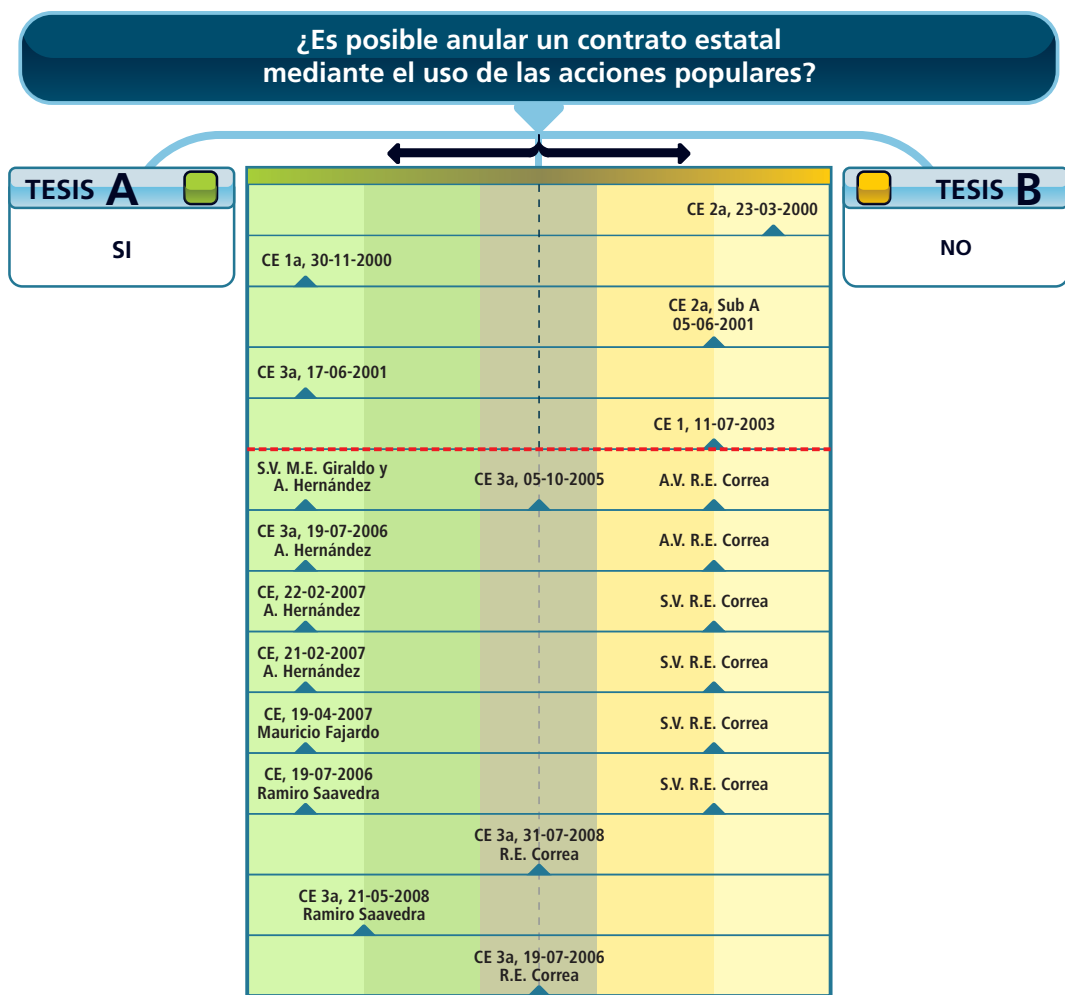 ¿Es posible anular un contrato estatal
mediante el uso de las acciones populares?
TESIS A
SI
TESIS B
NO
CE 2a, 23-03-2000
CE 1a, 30-11-2000
CE 2a, Sub A
05-06-2001
CE 3a, 17-06-2001
CE 1, 11-07-2003
S.V. M.E. Giraldo y
A. Hernández
CE 3a, 05-10-2005
A.V. R.E. Correa
CE 3a, 19-07-2006
A. Hernández
A.V. R.E. Correa
CE, 22-02-2007
A. Hernández
S.V. R.E. Correa
CE, 21-02-2007
A. Hernández
S.V. R.E. Correa
CE, 19-04-2007
Mauricio Fajardo
S.V. R.E. Correa
CE, 19-07-2006
Ramiro Saavedra
S.V. R.E. Correa
CE 3a, 31-07-2008
R.E. Correa
CE 3a, 21-05-2008
Ramiro Saavedra
CE 3a, 19-07-2006
R.E. Correa